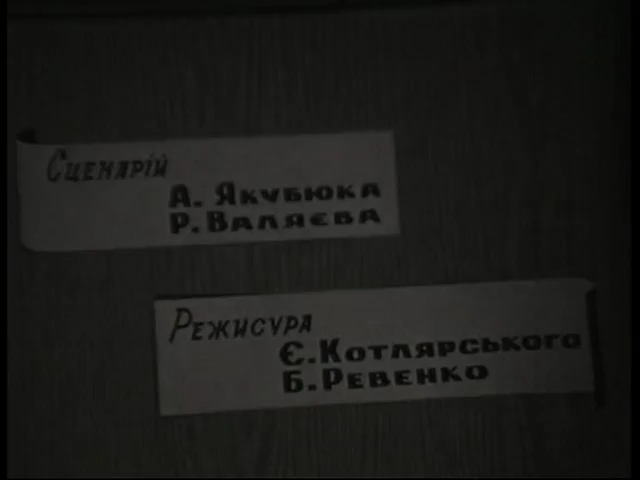 Сценарій
А. Якубюка
Р. Валяєва
Режисура
Є. Котлярського
Б. Ревенко